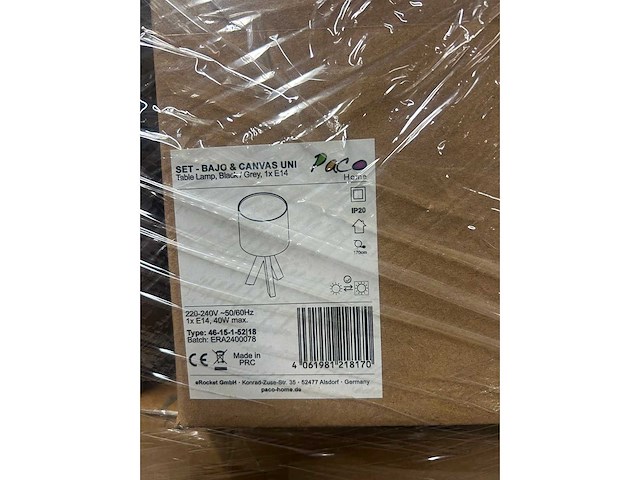 SET - BAJO & CANVAS UNI
Table Lamp, Black / Grey, 1x E14
Paco
Home
IP20
220-240V ~50/60Hz
1x E14, 40W max.
Type: 46-15-1-52|18
Batch: ERA2400078
CE
Made in
PRC
4 061981 218170
eRocket GmbH · Konrad-Zuse-Str. 35 · 52477 Alsdorf · Germany
paco-home.de